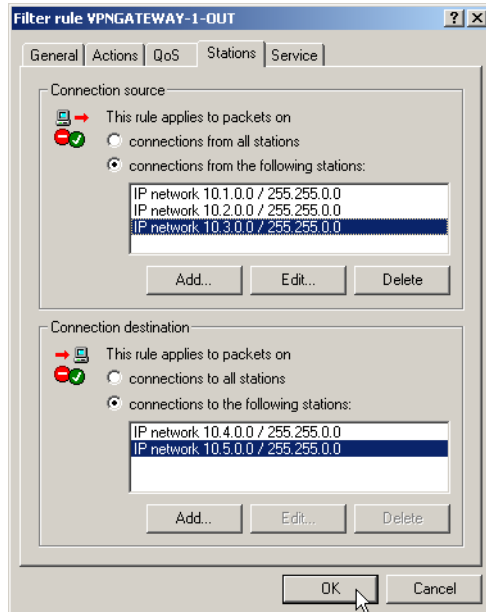 Filter rule VPNGATEWAY-1-OUT
General Actions QoS Stations Service
Connection source
This rule applies to packets on
connections from all stations
connections from the following stations:
IP network 10.1.0.0 / 255.255.0.0
IP network 10.2.0.0 / 255.255.0.0
IP network 10.3.0.0 / 255.255.0.0
Add... Edit... Delete
Connection destination
This rule applies to packets on
connections to all stations
connections to the following stations:
IP network 10.4.0.0 / 255.255.0.0
IP network 10.5.0.0 / 255.255.0.0
Add... Edit... Delete
OK Cancel